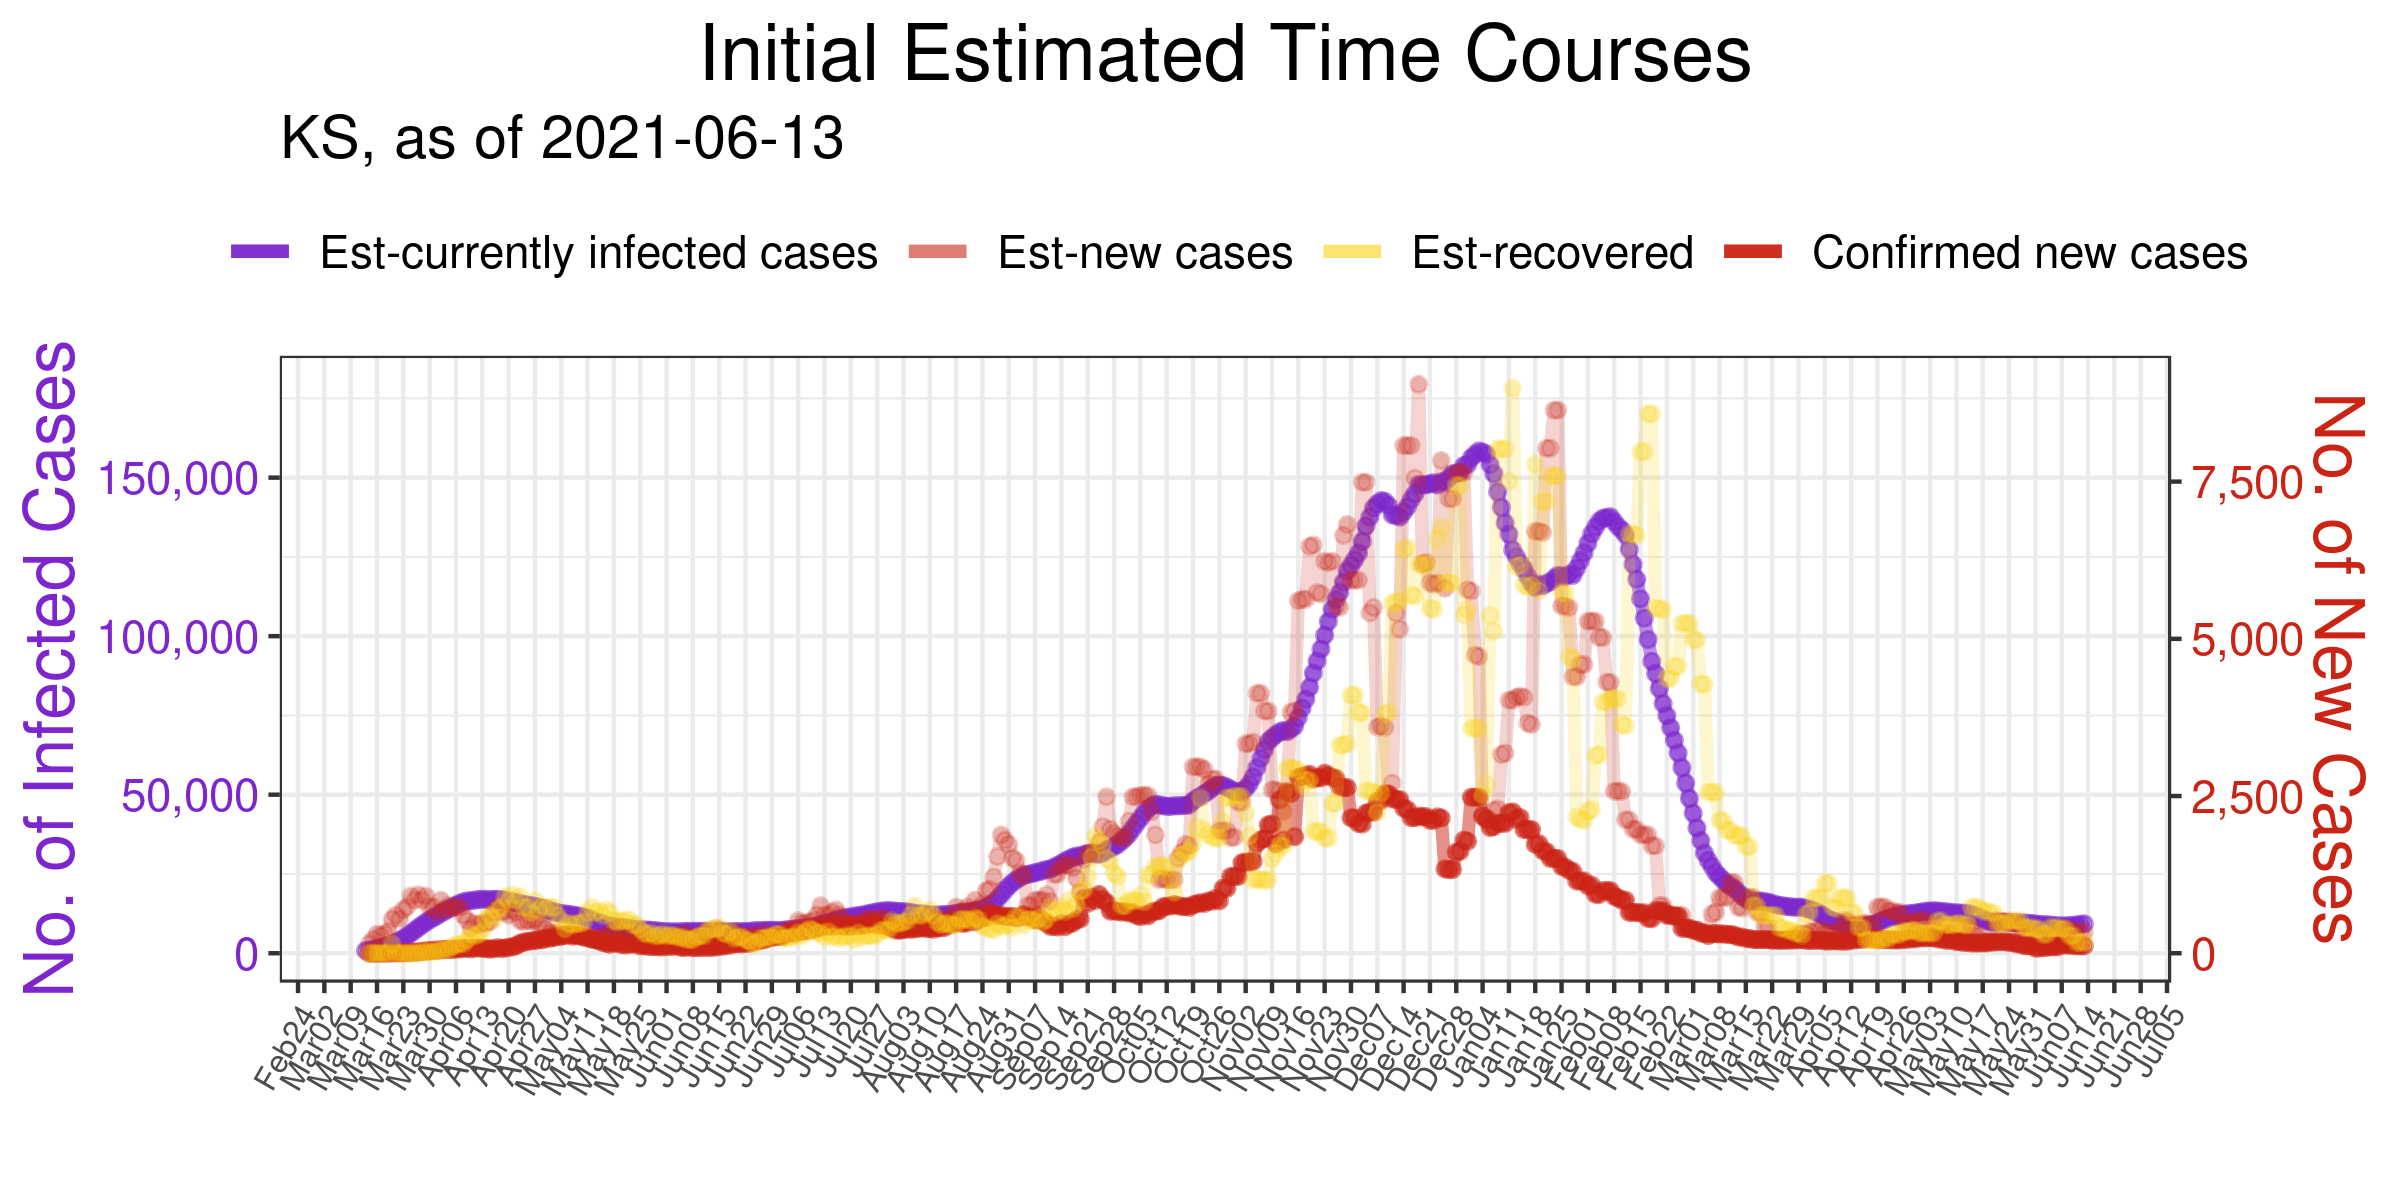 Initial Estimated Time Courses
KS, as of 2021-06-13
Est-currently infected cases Est-new cases Est-recovered Confirmed new cases
No. of Infected Cases
150,000
100,000
50,000
0
7,500
5,000
2,500
0
No. of New Cases
Feb24 Mar02 Mar09 Mar16 Mar23 Mar30 Apr06 Apr13 Apr20 Apr27 May04 May11 May18 May25 Jun01 Jun08 Jun15 Jun22 Jun29 Jul06 Jul13 Jul20 Jul27 Aug03 Aug10 Aug17 Aug24 Aug31 Sep07 Sep14 Sep21 Sep28 Oct05 Oct12 Oct19 Oct26 Nov02 Nov09 Nov16 Nov23 Nov30 Dec07 Dec14 Dec21 Dec28 Jan04 Jan11 Jan18 Jan25 Feb01 Feb08 Feb15 Feb22 Mar01 Mar08 Mar15 Mar22 Mar29 Apr05 Apr12 Apr19 Apr26 May03 May10 May17 May24 May31 Jun07 Jun14 Jun21 Jun28 Jul05